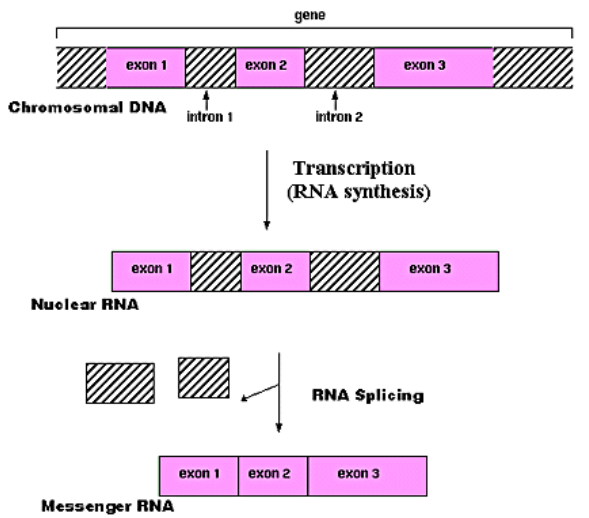 gene
exon 1 exon 2 exon 3
Chromosomal DNA
intron 1 intron 2
Transcription
(RNA synthesis)
exon 1 exon 2 exon 3
Nuclear RNA
RNA Splicing
exon 1 exon 2 exon 3
Messenger RNA